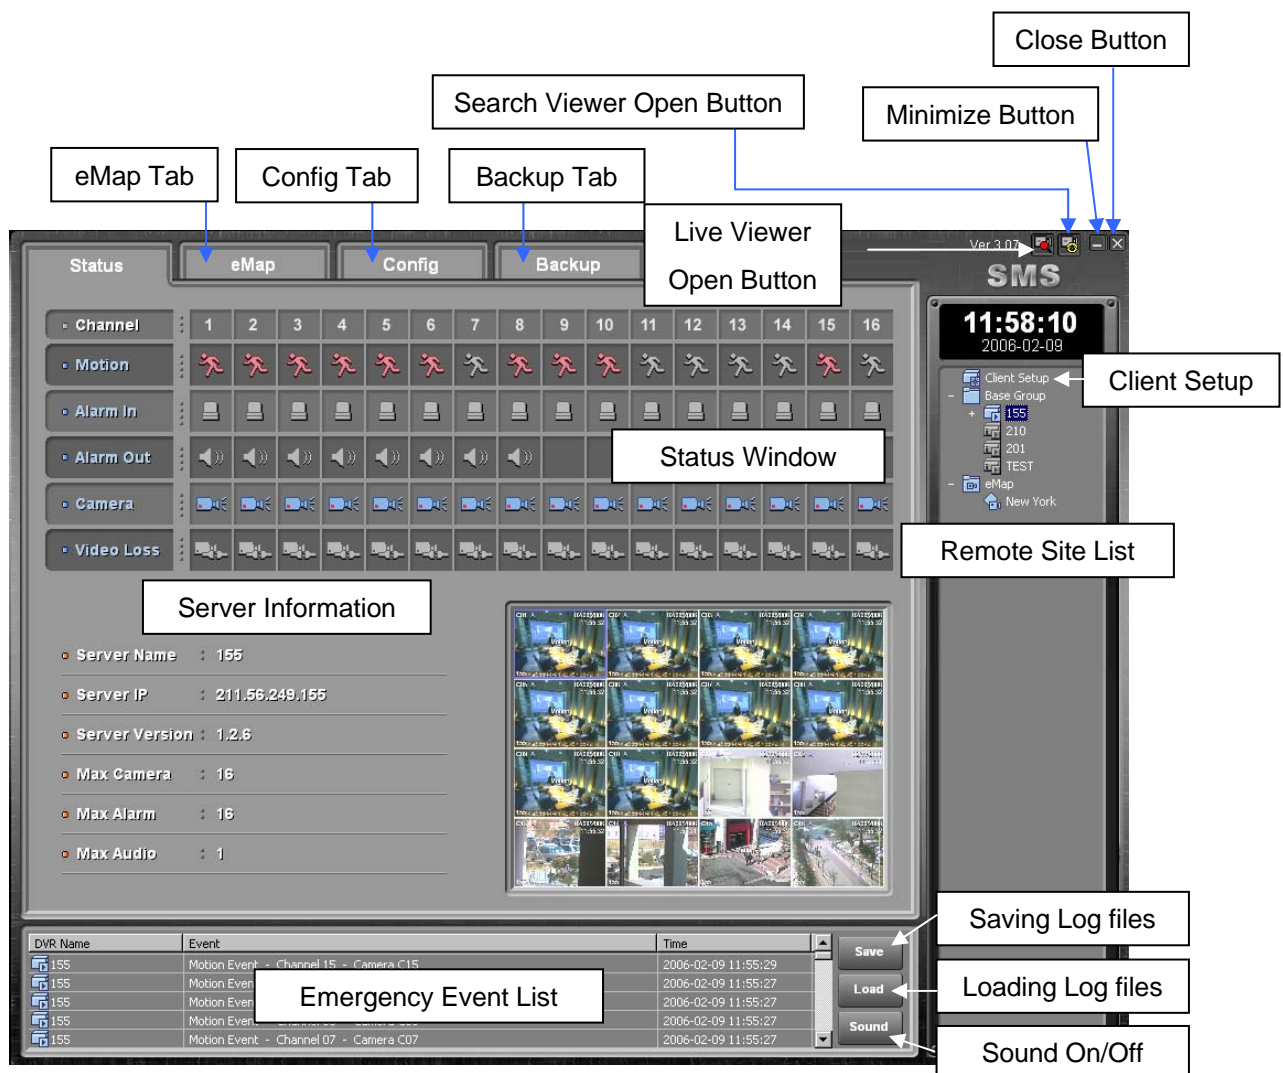 Close Button
Search Viewer Open Button
Minimize Button
eMap Tab
Config Tab
Backup Tab
Live Viewer
Open Button
Ver 3.07
Status
eMap
Config
Backup
SMS
Channel 1 2 3 4 5 6 7 8 9 10 11 12 13 14 15 16
11:58:10
2006-02-09
Motion
Client Setup
Client Setup
Base Group
Alarm In
155
210
201
TEST
Alarm Out
Status Window
eMap
New York
Camera
Video Loss
Remote Site List
Server Information
Server Name : 155
Server IP : 211.56.249.155
Server Version : 1.2.6
Max Camera : 16
Max Alarm : 16
Max Audio : 1
Saving Log files
DVR Name Event Time
Save
155 Motion Event - Channel 15 - Camera C15 2006-02-09 11:55:29
155 Motion Even 2006-02-09 11:55:27
Load
Loading Log files
155 Motion Even 2006-02-09 11:55:27
Emergency Event List
155 Motion Even 2006-02-09 11:55:27
Sound
155 Motion Event - Channel 07 - Camera C07 2006-02-09 11:55:27
Sound On/Off